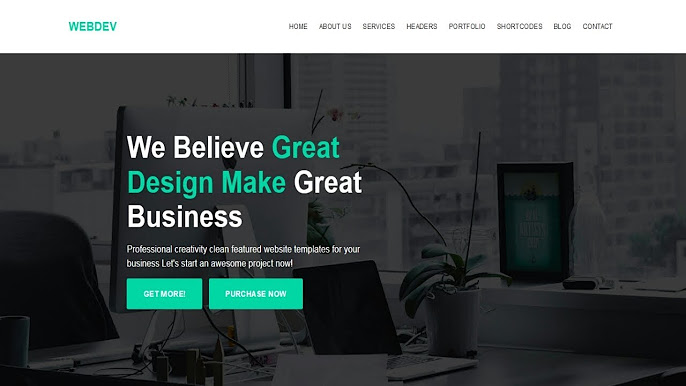 WEBDEV
HOME ABOUT US SERVICES HEADERS PORTFOLIO SHORTCODES BLOG CONTACT
We Believe Great
Design Make Great
Business
Professional creativity clean featured website templates for your
business Let's start an awesome project now!
GET MORE! PURCHASE NOW